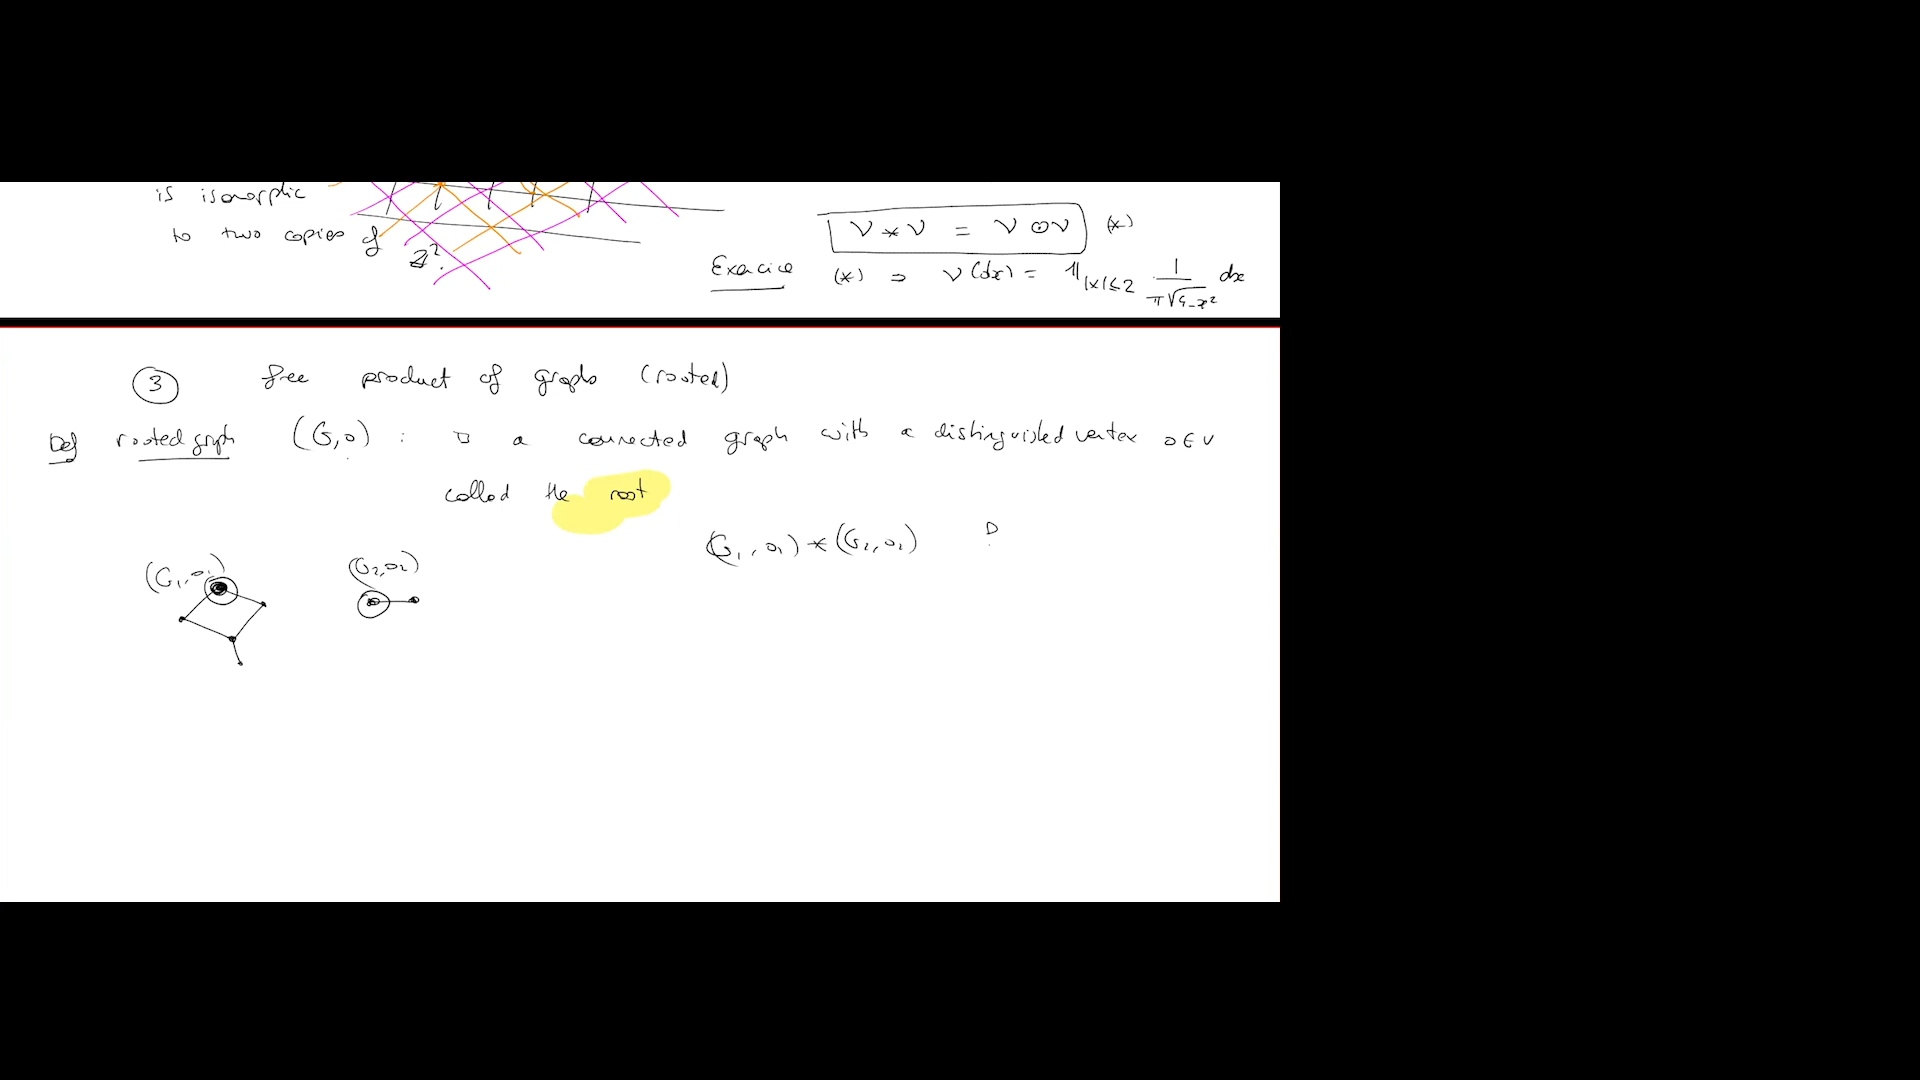 is isomorphic
to two copies of ℤ².
ν * ν = ν ⊙ ν (*)
Exercice (*) ⇒ ν(dx) = 𝟙_{|x|≤2} 1/(π√(4-x²)) dx
③ free product of graphs (rooted)
Def rooted graph (G,o) : is a connected graph with a distinguished vertex o∈V
called the root
(G₁,o₁) * (G₂,o₂) ?
(G₁,o₁) (G₂,o₂)